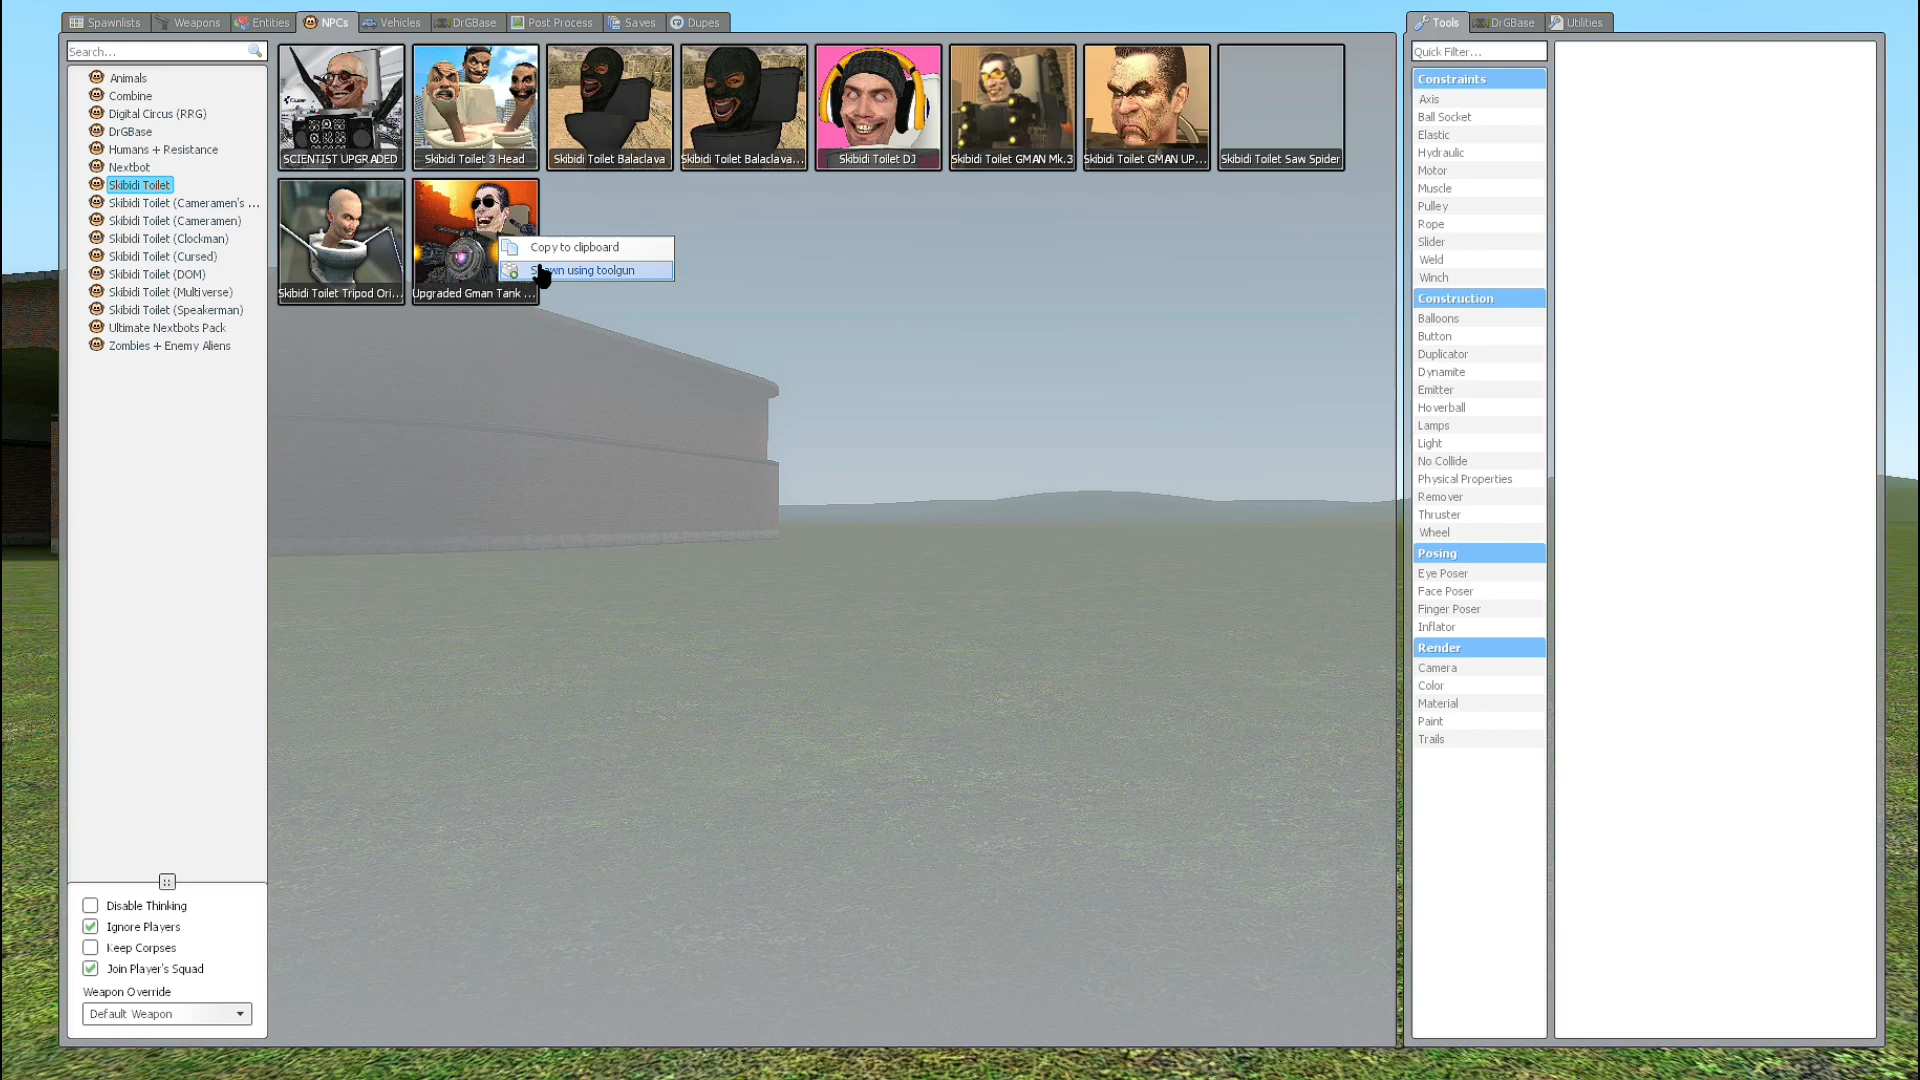 Spawnlists Weapons Entities NPCs Vehicles DrGBase Post Process Saves Dupes
Search...
Animals
Combine
Digital Circus (RRG)
DrGBase
Humans + Resistance
Nextbot
Skibidi Toilet
Skibidi Toilet (Cameramen's ...
Skibidi Toilet (Cameramen)
Skibidi Toilet (Clockman)
Skibidi Toilet (Cursed)
Skibidi Toilet (DOM)
Skibidi Toilet (Multiverse)
Skibidi Toilet (Speakerman)
Ultimate Nextbots Pack
Zombies + Enemy Aliens
Disable Thinking
Ignore Players
Keep Corpses
Join Player's Squad
Weapon Override
Default Weapon
SCIENTIST UPGRADED
Skibidi Toilet 3 Head
Skibidi Toilet Balaclava
Skibidi Toilet Balaclava...
Skibidi Toilet DJ
Skibidi Toilet GMAN Mk.3
Skibidi Toilet GMAN UP...
Skibidi Toilet Saw Spider
Skibidi Toilet Tripod Ori...
Upgraded Gman Tank ...
Copy to clipboard
using toolgun
Tools DrGBase Utilities
Quick Filter...
Constraints
Axis
Ball Socket
Elastic
Hydraulic
Motor
Muscle
Pulley
Rope
Slider
Weld
Winch
Construction
Balloons
Button
Duplicator
Dynamite
Emitter
Hoverball
Lamps
Light
No Collide
Physical Properties
Remover
Thruster
Wheel
Posing
Eye Poser
Face Poser
Finger Poser
Inflator
Render
Camera
Color
Material
Paint
Trails